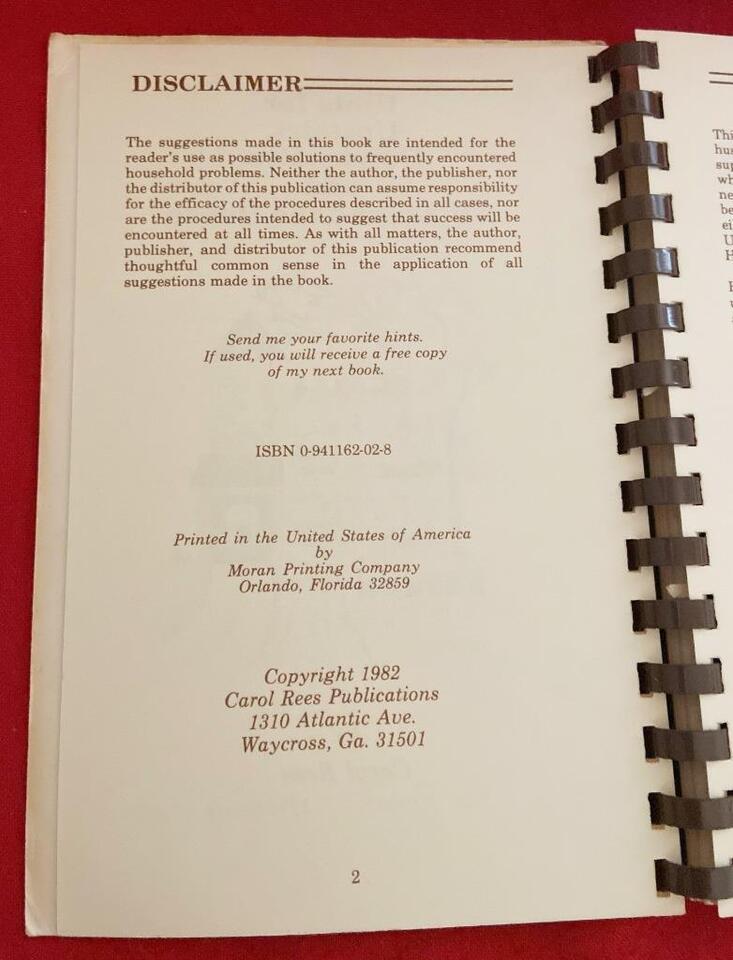 DISCLAIMER
The suggestions made in this book are intended for the
reader's use as possible solutions to frequently encountered
household problems. Neither the author, the publisher, nor
the distributor of this publication can assume responsibility
for the efficacy of the procedures described in all cases, nor
are the procedures intended to suggest that success will be
encountered at all times. As with all matters, the author,
publisher, and distributor of this publication recommend
thoughtful common sense in the application of all
suggestions made in the book.
Send me your favorite hints.
If used, you will receive a free copy
of my next book.
ISBN 0-941162-02-8
Printed in the United States of America
by
Moran Printing Company
Orlando, Florida 32859
Copyright 1982
Carol Rees Publications
1310 Atlantic Ave.
Waycross, Ga. 31501
2